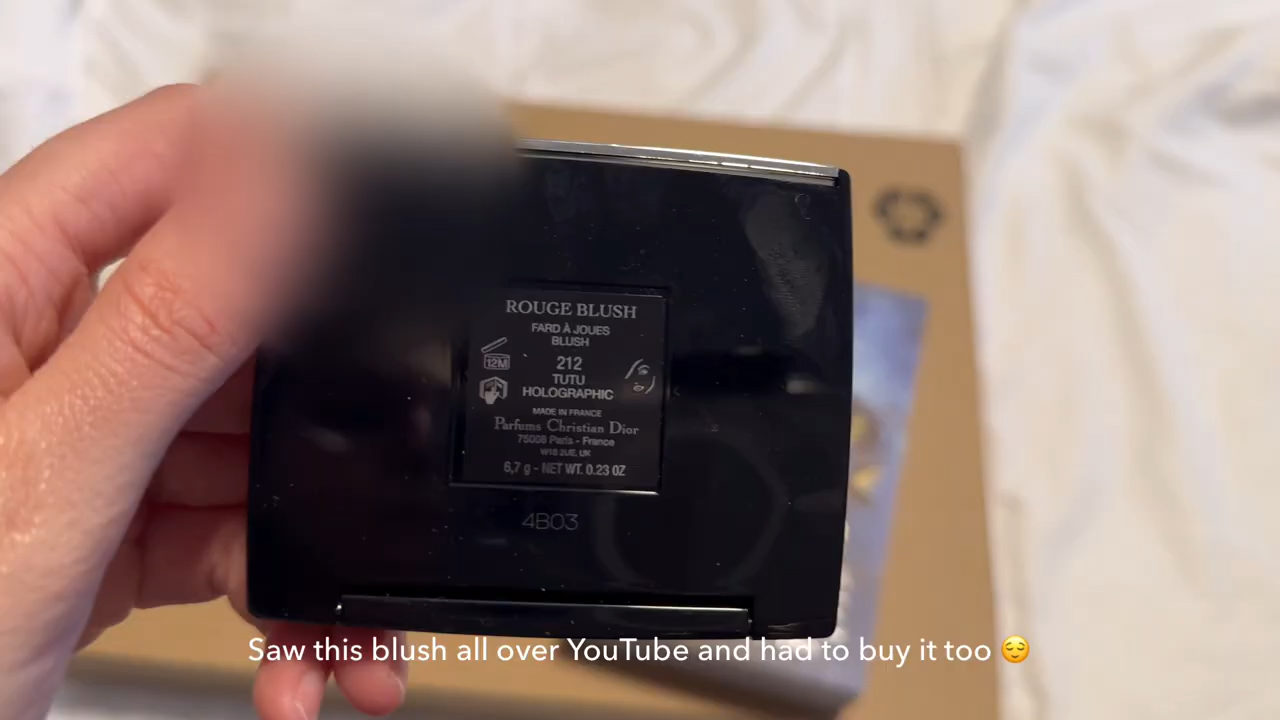 ROUGE BLUSH
FARD À JOUES
BLUSH
12M
212
TUTU
HOLOGRAPHIC
MADE IN FRANCE
Parfums Christian Dior
75008 Paris - France
W1S 2UE, UK
6,7 g - NET WT. 0.23 OZ
4B03
Saw this blush all over YouTube and had to buy it too 😌